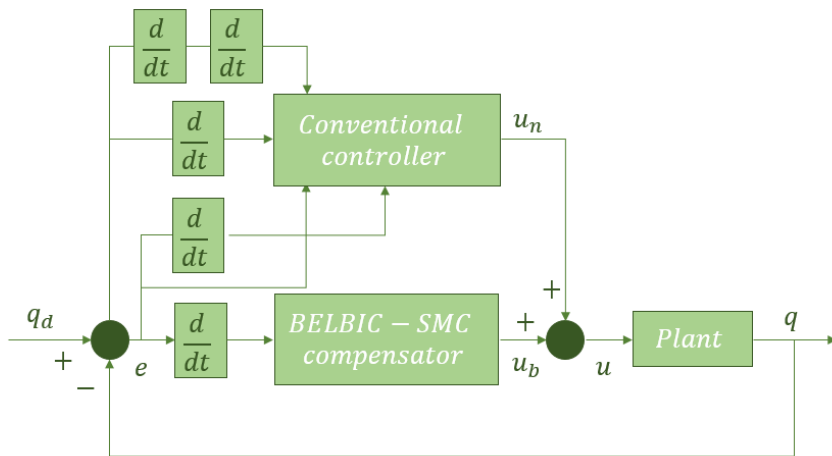 d
dt
d
dt
Conventional
controller
u_n
d
dt
d
dt
+
q_d
+
−
e
d
dt
BELBIC − SMC
compensator
+
u_b
u
Plant
q